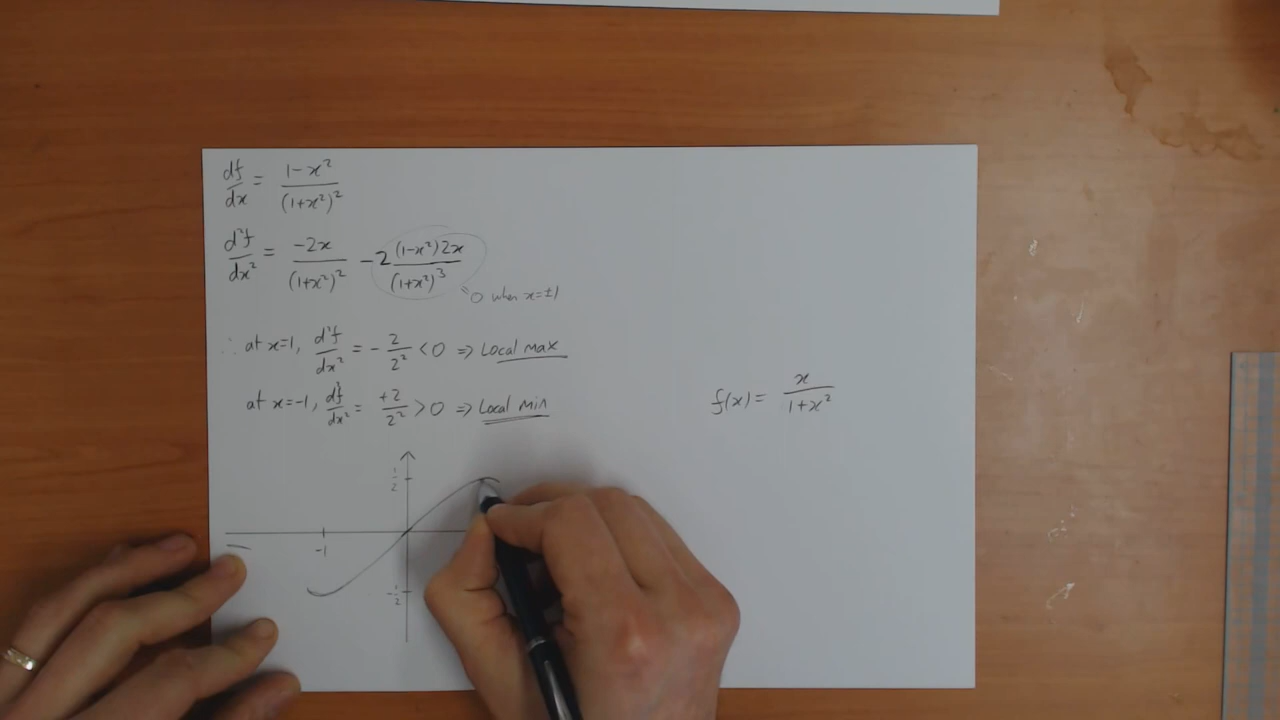 df/dx = (1-x²)/(1+x²)²
d²f/dx² = -2x/(1+x²)² - 2 (1-x²)2x/(1+x²)³
0 when x=±1
∴ at x=1, d²f/dx² = - 2/2² <0 ⇒ Local max
at x=-1, d²f/dx² = +2/2² >0 ⇒ Local min
f(x) = x/(1+x²)
1/2
-1
-1/2